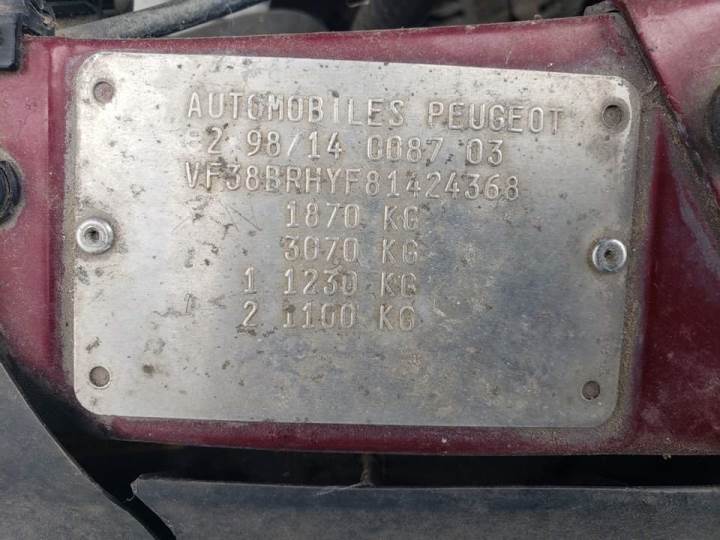 AUTOMOBILES PEUGEOT
e2 98/14 0087 03
VF38BRHYF81424368
1870 KG
3070 KG
1 1230 KG
2 1100 KG